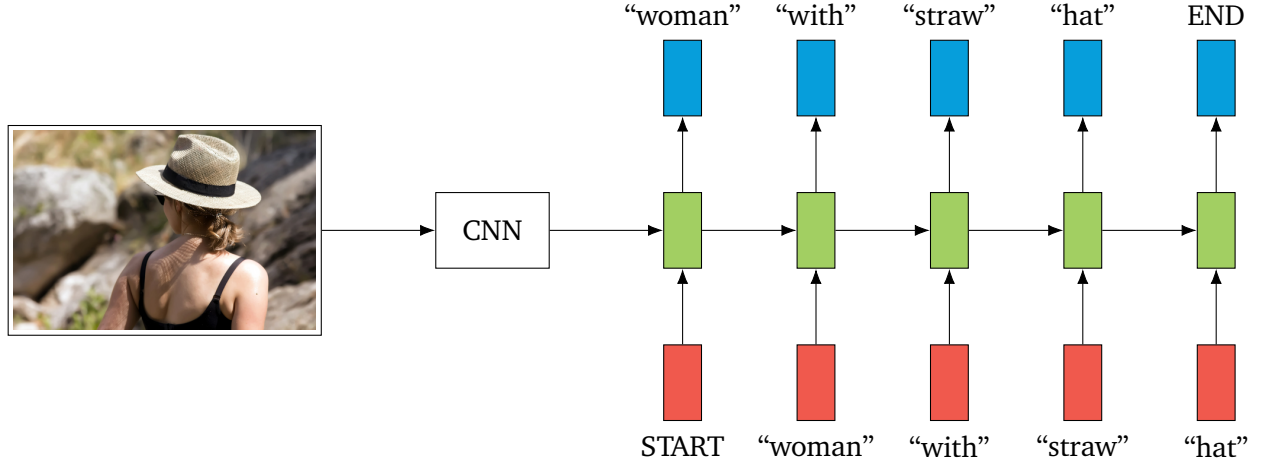 “woman” “with” “straw” “hat” END
CNN
START “woman” “with” “straw” “hat”